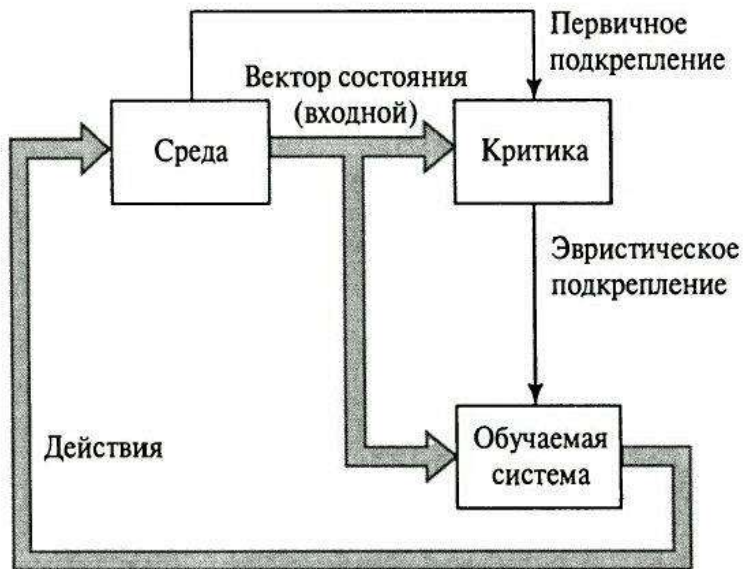 Первичное
подкрепление
Вектор состояния
(входной)
Среда
Критика
Эвристическое
подкрепление
Действия
Обучаемая
система